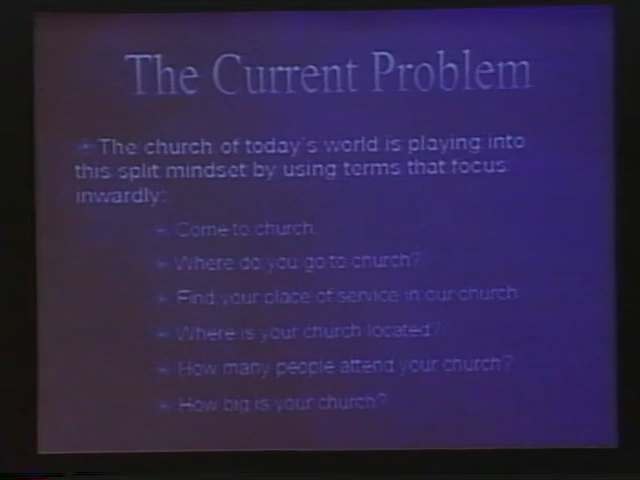 The Current Problem
The church of today's world is playing into
this split mindset by using terms that focus
inwardly:
Come to church.
Where do you go to church?
Find your place of service in our church
Where is your church located?
How many people attend your church?
How big is your church?